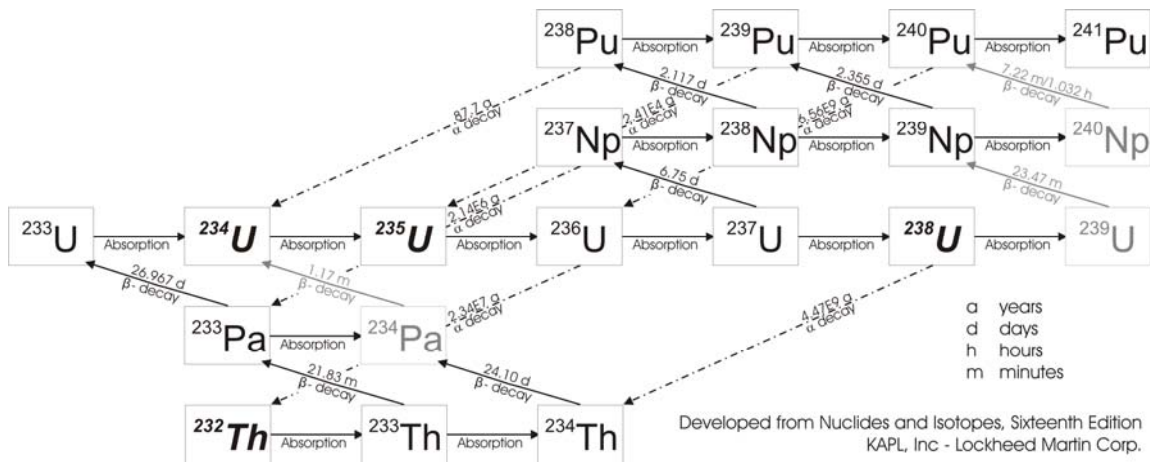 ²³⁸Pu Absorption ²³⁹Pu Absorption ²⁴⁰Pu Absorption ²⁴¹Pu
87.7 a
α decay
2.117 d
β- decay
2.41E4 a
α decay
2.355 d
β- decay
6.56E9 a
α decay
7.22 m/1.032 h
β- decay
²³⁷Np Absorption ²³⁸Np Absorption ²³⁹Np Absorption ²⁴⁰Np
2.14E6 a
α decay
6.75 d
β- decay
23.47 m
β- decay
²³³U Absorption ²³⁴U Absorption ²³⁵U Absorption ²³⁶U Absorption ²³⁷U Absorption ²³⁸U Absorption ²³⁹U
26.967 d
β- decay
1.17 m
β- decay
2.34E7 a
α decay
4.47E9 a
α decay
²³³Pa Absorption ²³⁴Pa
21.83 m
β- decay
24.10 d
β- decay
²³²Th Absorption ²³³Th Absorption ²³⁴Th
a years
d days
h hours
m minutes
Developed from Nuclides and Isotopes, Sixteenth Edition
KAPL, Inc - Lockheed Martin Corp.